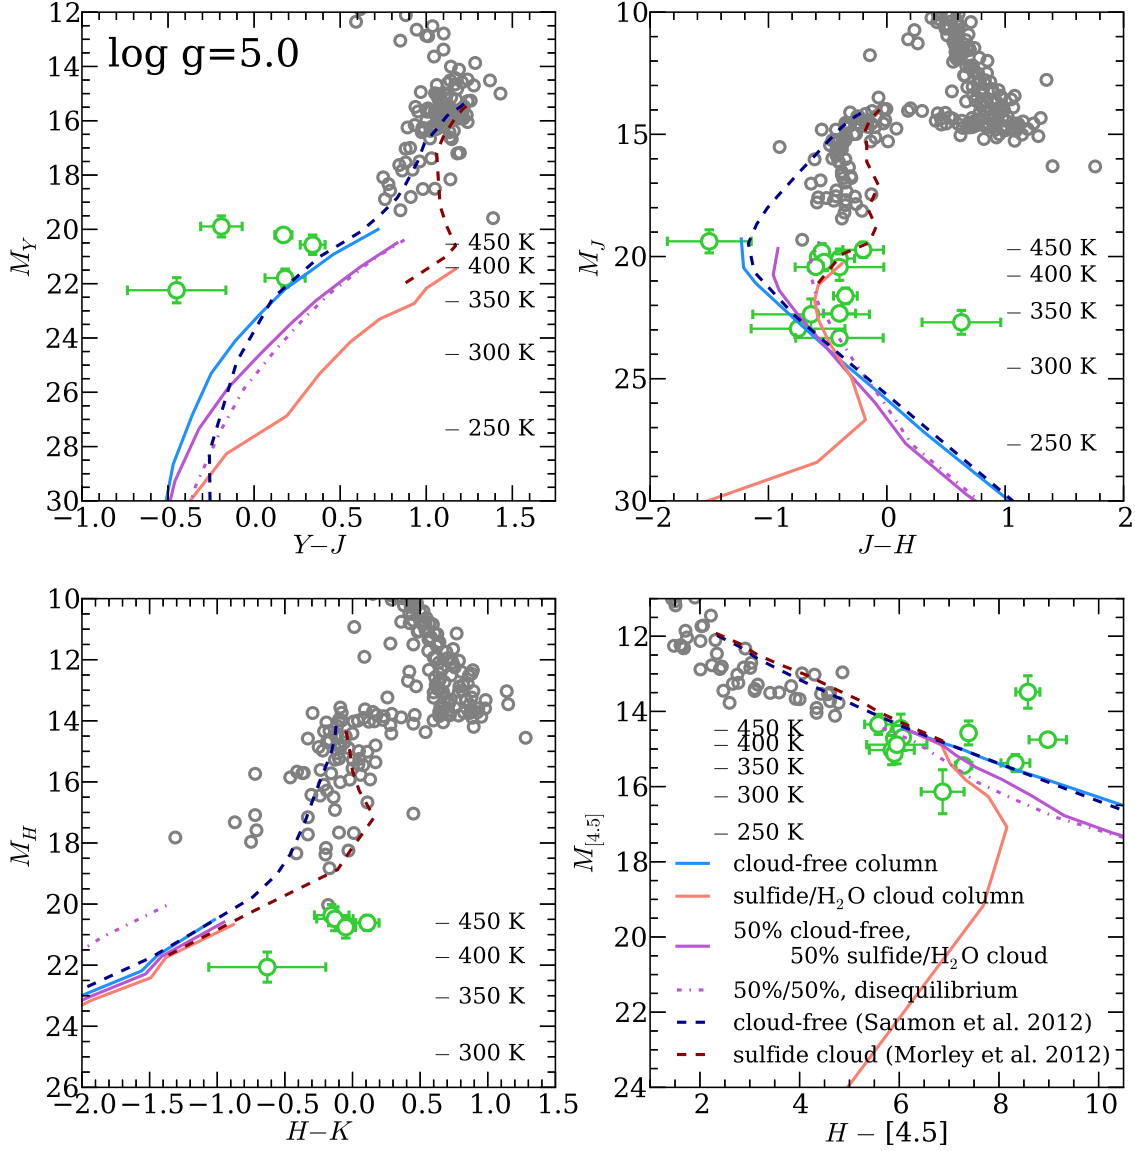 log g=5.0
12
14
16
18
20
22
24
26
28
30
M_Y
− 450 K
− 400 K
− 350 K
− 300 K
− 250 K
−1.0 −0.5 0.0 0.5 1.0 1.5
Y−J
10
15
20
25
30
M_J
− 450 K
− 400 K
− 350 K
− 300 K
− 250 K
−2 −1 0 1 2
J−H
10
12
14
16
18
20
22
24
26
M_H
− 450 K
− 400 K
− 350 K
− 300 K
−2.0 −1.5 −1.0 −0.5 0.0 0.5 1.0 1.5
H−K
12
14
16
18
20
22
24
M_[4.5]
− 450 K
− 400 K
− 350 K
− 300 K
− 250 K
cloud-free column
sulfide/H₂O cloud column
50% cloud-free,
50% sulfide/H₂O cloud
50%/50%, disequilibrium
cloud-free (Saumon et al. 2012)
sulfide cloud (Morley et al. 2012)
2 4 6 8 10
H − [4.5]